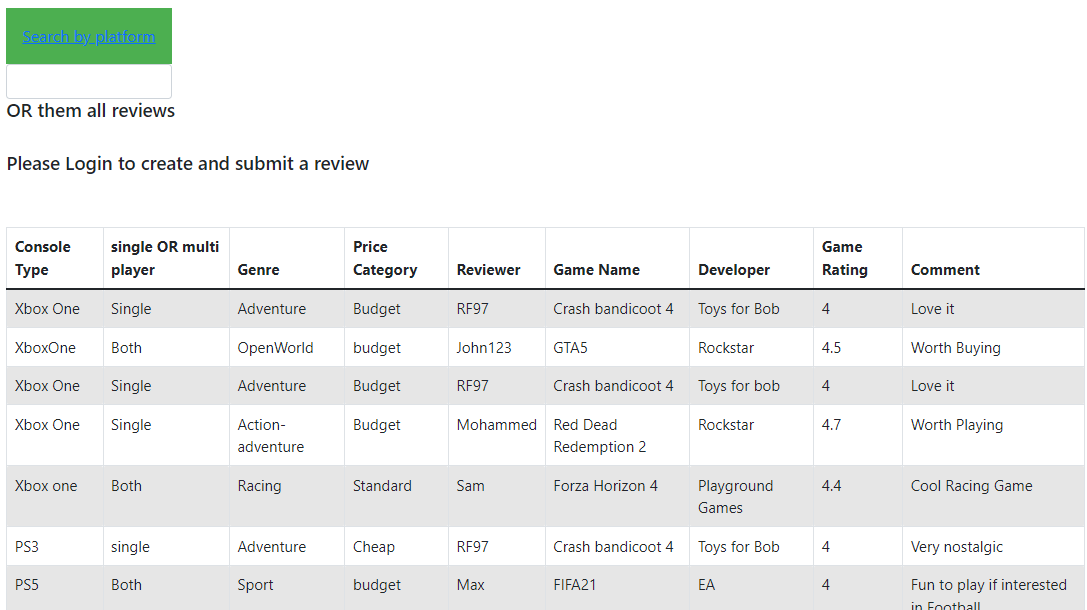 Search by platform
OR them all reviews
Please Login to create and submit a review
Console Type single OR multi player Genre Price Category Reviewer Game Name Developer Game Rating Comment
Xbox One Single Adventure Budget RF97 Crash bandicoot 4 Toys for Bob 4 Love it
XboxOne Both OpenWorld budget John123 GTA5 Rockstar 4.5 Worth Buying
Xbox One Single Adventure Budget RF97 Crash bandicoot 4 Toys for bob 4 Love it
Xbox One Single Action-adventure Budget Mohammed Red Dead Redemption 2 Rockstar 4.7 Worth Playing
Xbox one Both Racing Standard Sam Forza Horizon 4 Playground Games 4.4 Cool Racing Game
PS3 single Adventure Cheap RF97 Crash bandicoot 4 Toys for Bob 4 Very nostalgic
PS5 Both Sport budget Max FIFA21 EA 4 Fun to play if interested in Football